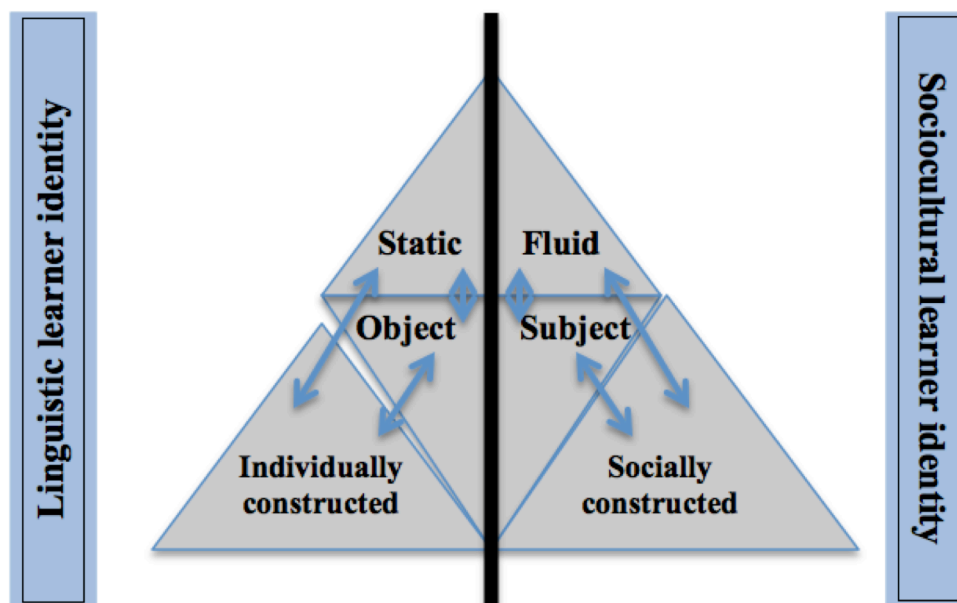 Linguistic learner identity
Static
Fluid
Object
Subject
Individually
constructed
Socially
constructed
Sociocultural learner identity